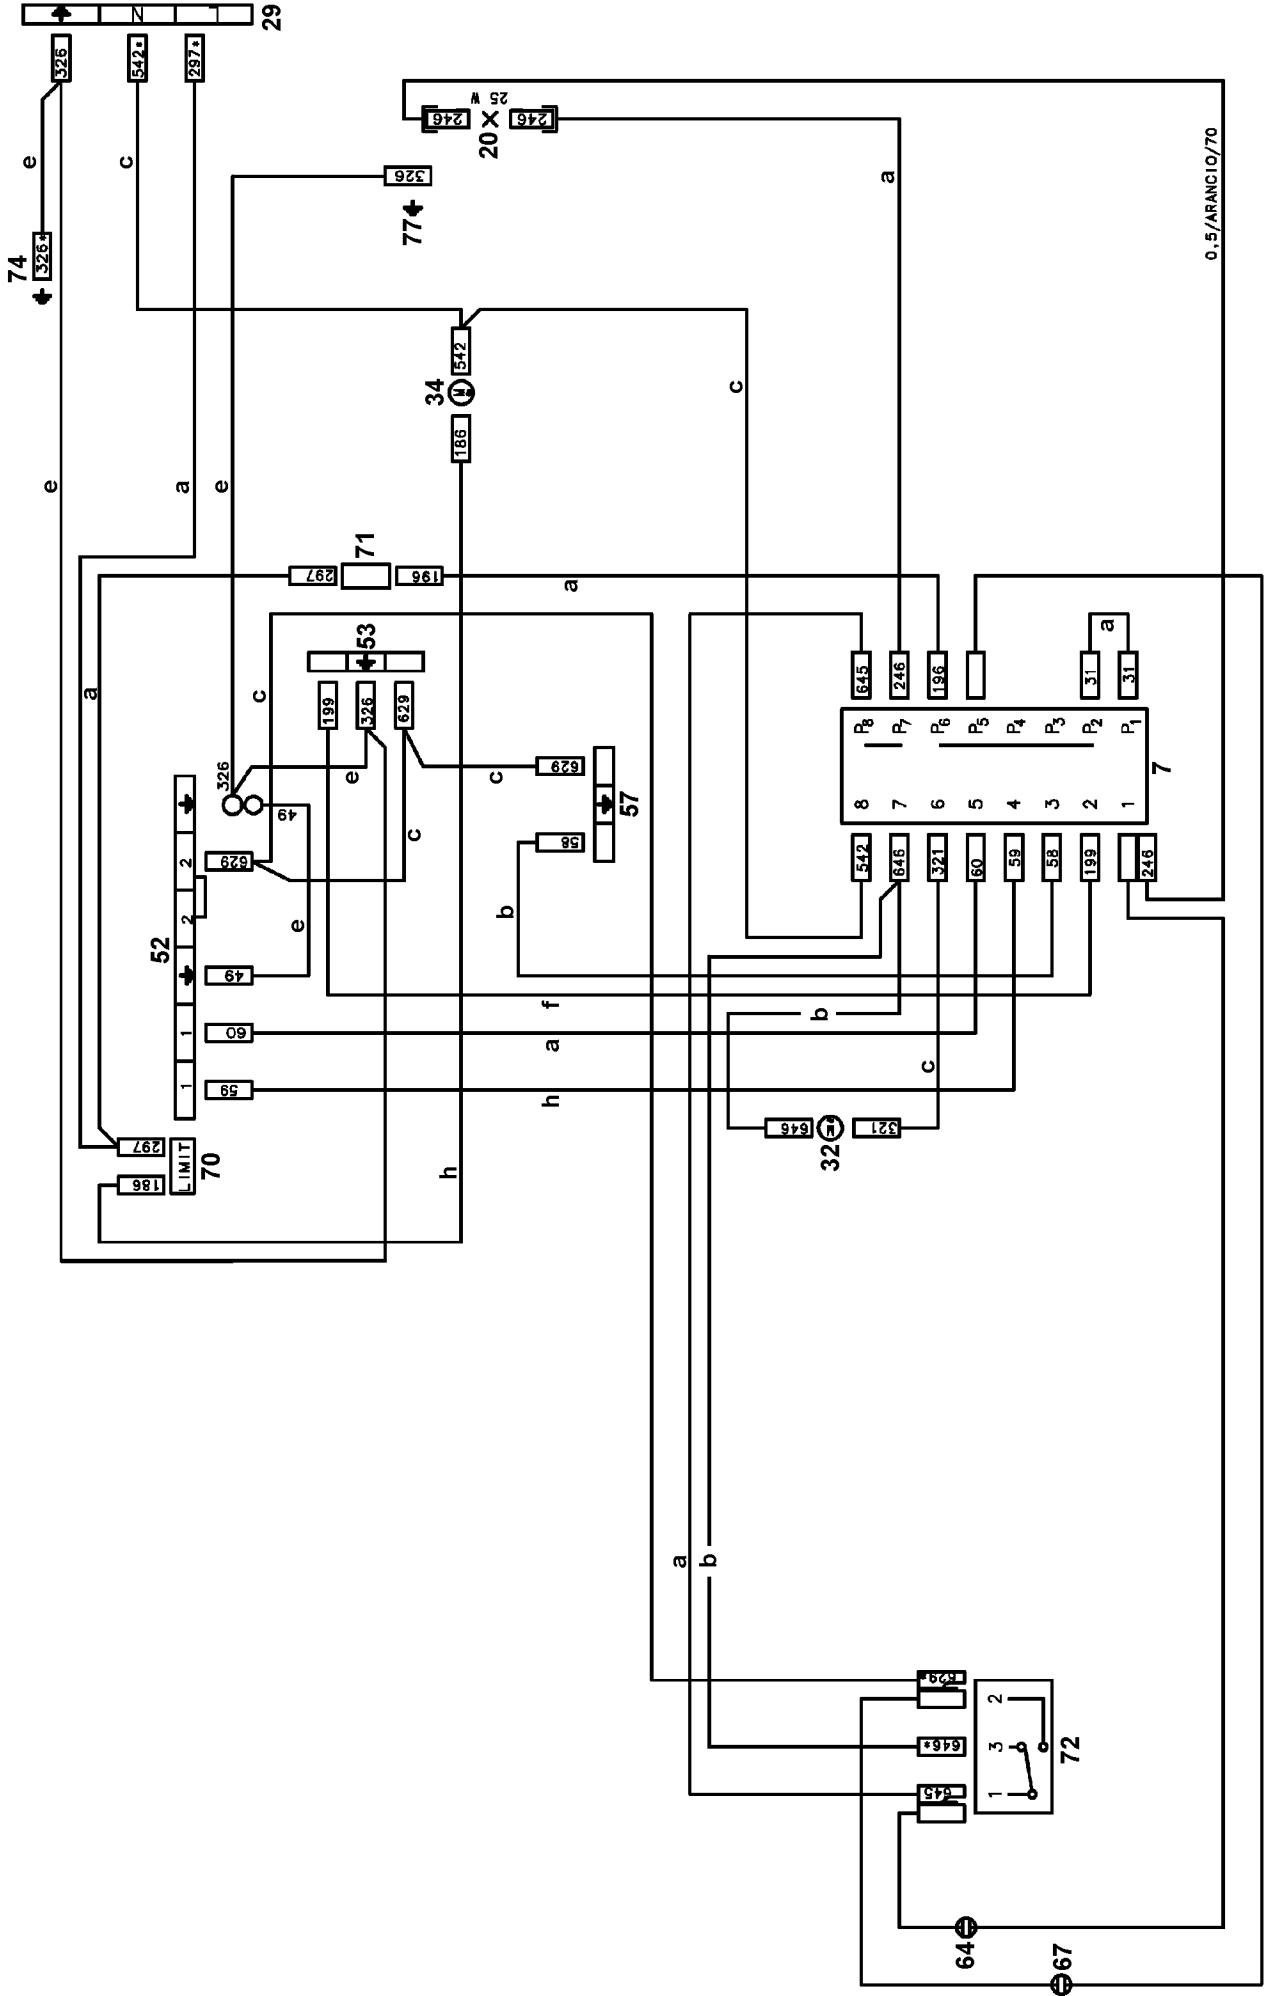 29
N
L
326
542*
297*
246
20
25 W
246
e
c
a
326
77
0,5/ARANCIO/70
74
326*
542
34
186
c
e
a
e
297
71
196
a
a
c
53
199
326
629
a
645
246
196
31
31
e
326
49
629
c
58
57
c
b
P8
P7
P6
P5
P4
P3
P2
P1
8
7
6
5
4
3
2
1
7
542
646
321
60
59
58
199
246
52
2
2
1
1
629
49
60
59
e
f
a
h
b
c
646
32
321
297
186
LIMIT
70
h
a
b
629*
646*
645
2
3
1
72
64
67